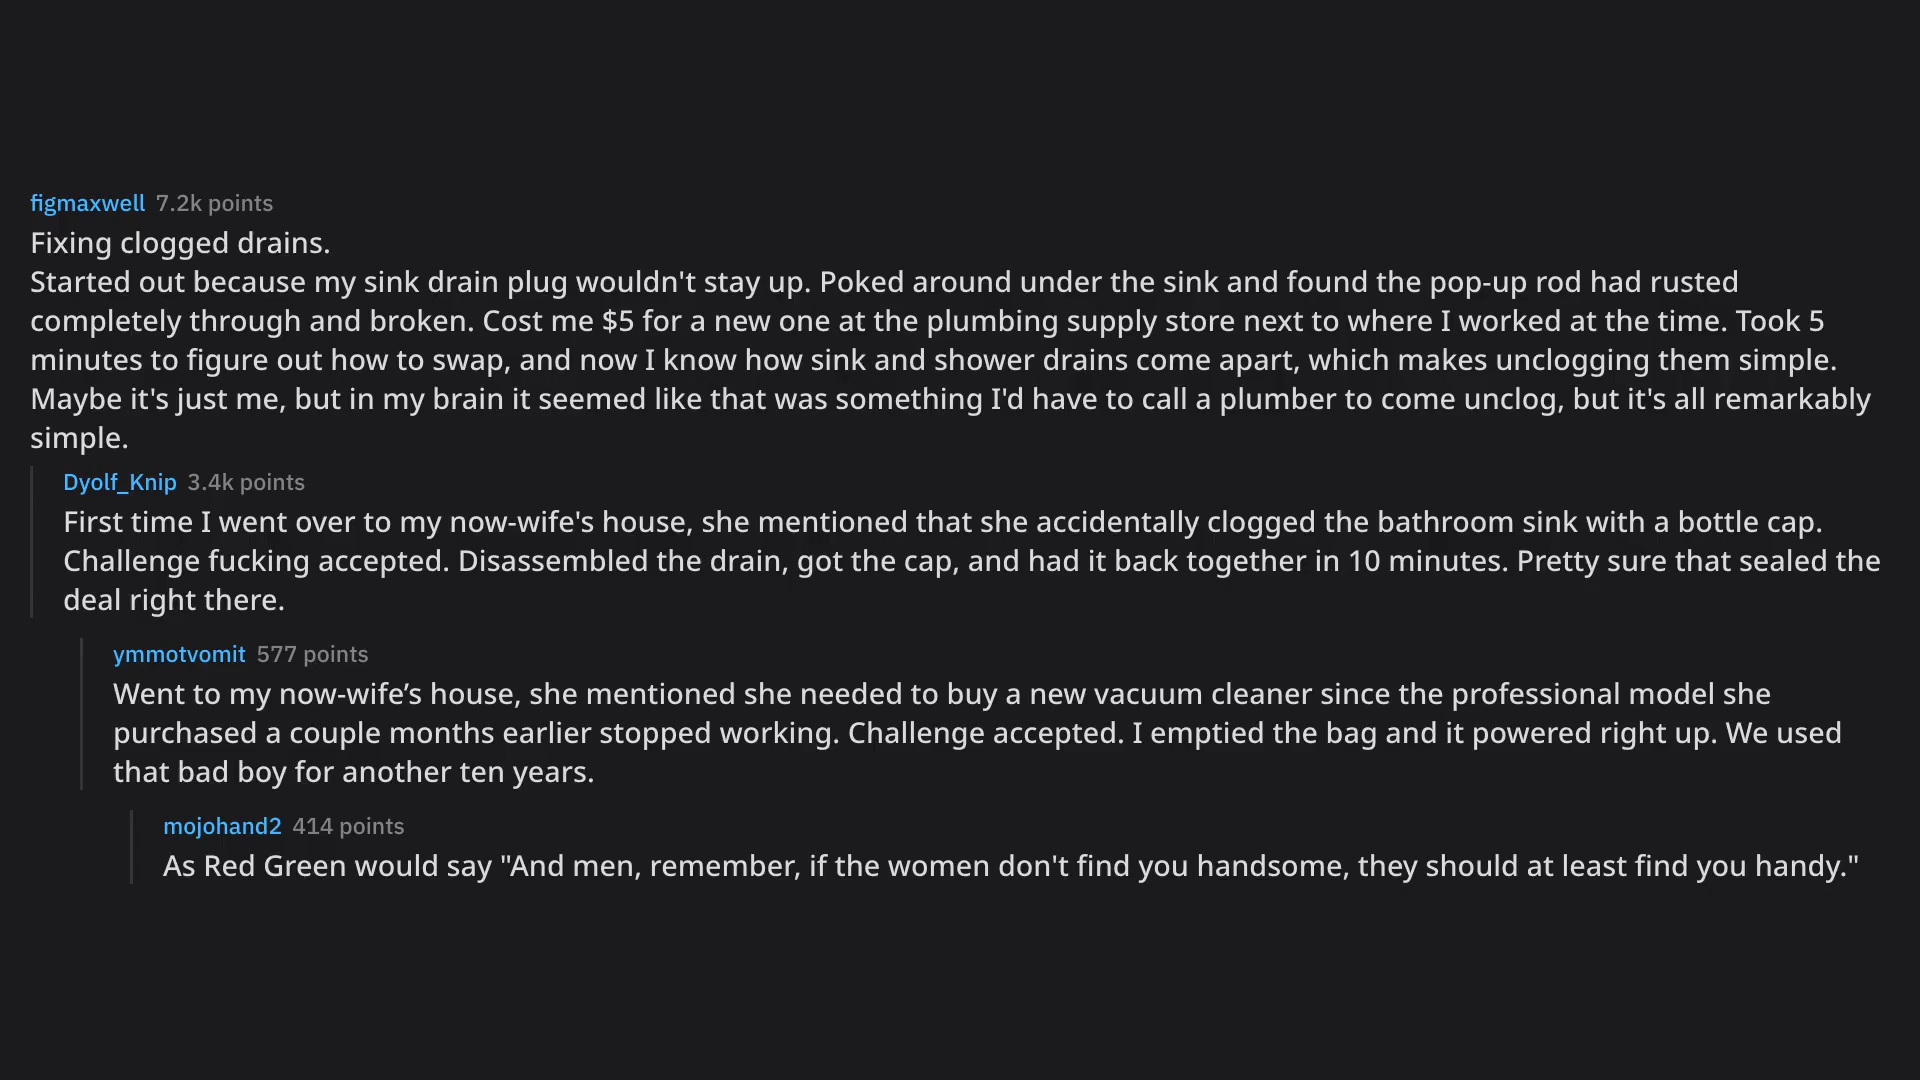 figmaxwell 7.2k points
Fixing clogged drains.
Started out because my sink drain plug wouldn't stay up. Poked around under the sink and found the pop-up rod had rusted
completely through and broken. Cost me $5 for a new one at the plumbing supply store next to where I worked at the time. Took 5
minutes to figure out how to swap, and now I know how sink and shower drains come apart, which makes unclogging them simple.
Maybe it's just me, but in my brain it seemed like that was something I'd have to call a plumber to come unclog, but it's all remarkably
simple.
Dyolf_Knip 3.4k points
First time I went over to my now-wife's house, she mentioned that she accidentally clogged the bathroom sink with a bottle cap.
Challenge fucking accepted. Disassembled the drain, got the cap, and had it back together in 10 minutes. Pretty sure that sealed the
deal right there.
ymmotvomit 577 points
Went to my now-wife’s house, she mentioned she needed to buy a new vacuum cleaner since the professional model she
purchased a couple months earlier stopped working. Challenge accepted. I emptied the bag and it powered right up. We used
that bad boy for another ten years.
mojohand2 414 points
As Red Green would say "And men, remember, if the women don't find you handsome, they should at least find you handy."